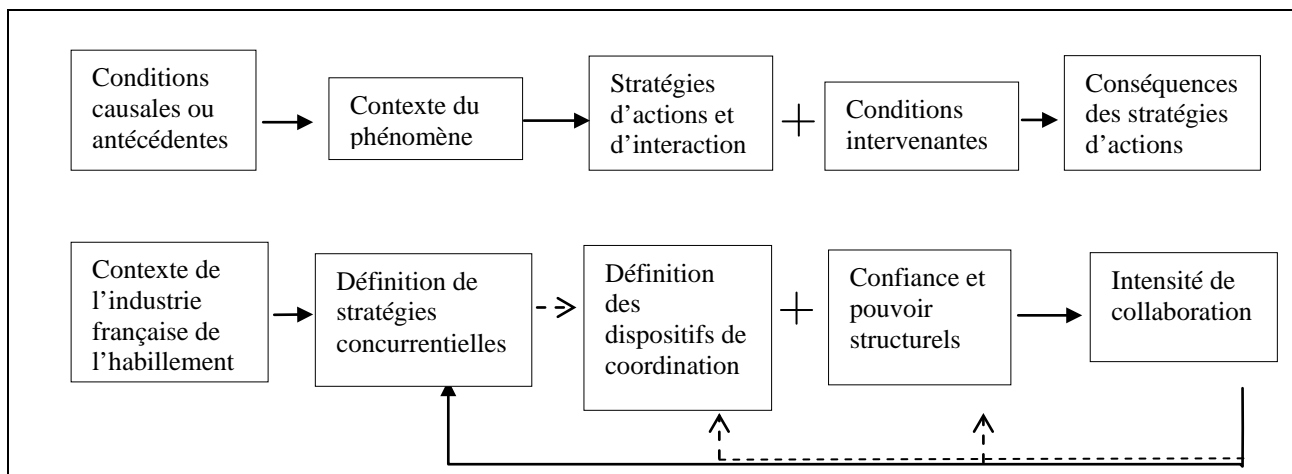 Conditions
causales ou
antécédentes
Contexte du
phénomène
Stratégies
d'actions et
d'interaction
Conditions
intervenantes
Conséquences
des stratégies
d'actions
Contexte de
l'industrie
française de
l'habillement
Définition de
stratégies
concurrentielles
Définition
des
dispositifs de
coordination
Confiance et
pouvoir
structurels
Intensité de
collaboration